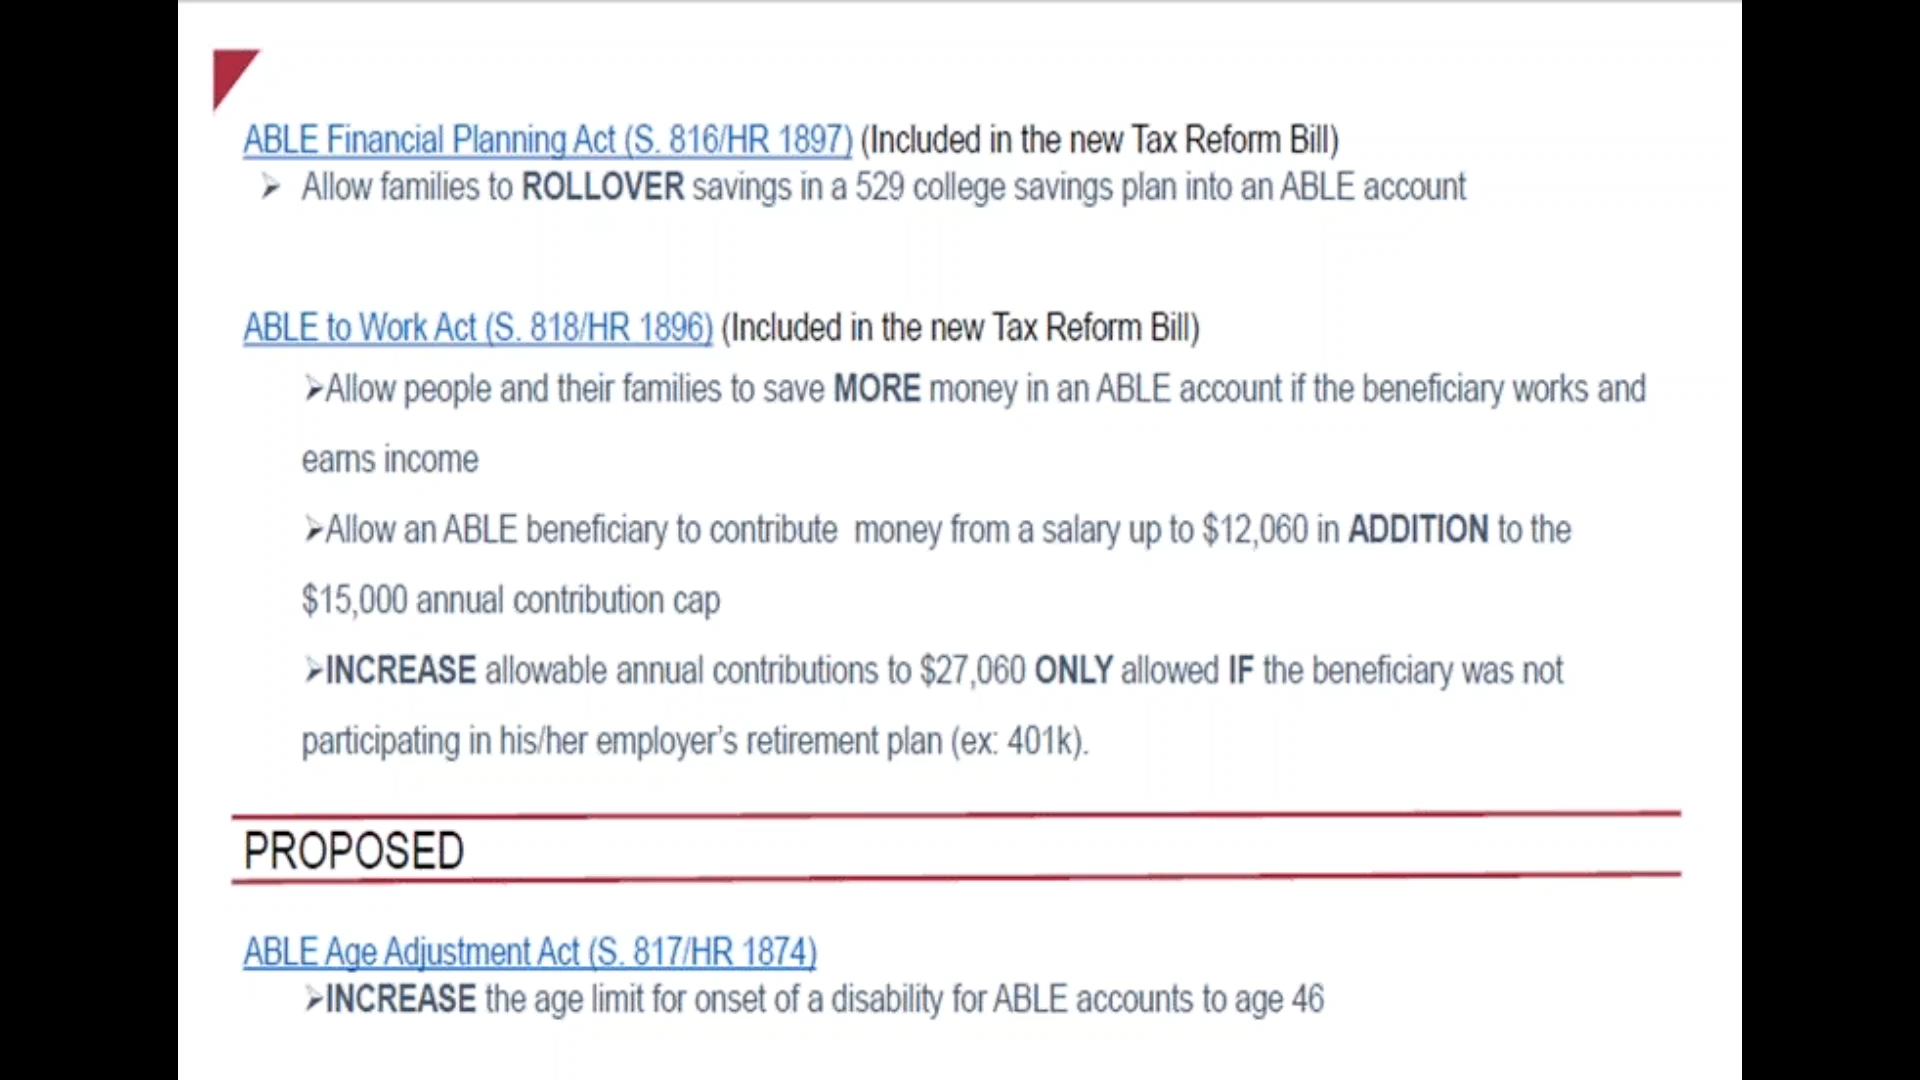 ABLE Financial Planning Act (S. 816/HR 1897) (Included in the new Tax Reform Bill)
➢ Allow families to ROLLOVER savings in a 529 college savings plan into an ABLE account
ABLE to Work Act (S. 818/HR 1896) (Included in the new Tax Reform Bill)
➢Allow people and their families to save MORE money in an ABLE account if the beneficiary works and
earns income
➢Allow an ABLE beneficiary to contribute  money from a salary up to $12,060 in ADDITION to the
$15,000 annual contribution cap
➢INCREASE allowable annual contributions to $27,060 ONLY allowed IF the beneficiary was not
participating in his/her employer’s retirement plan (ex: 401k).
PROPOSED
ABLE Age Adjustment Act (S. 817/HR 1874)
➢INCREASE the age limit for onset of a disability for ABLE accounts to age 46